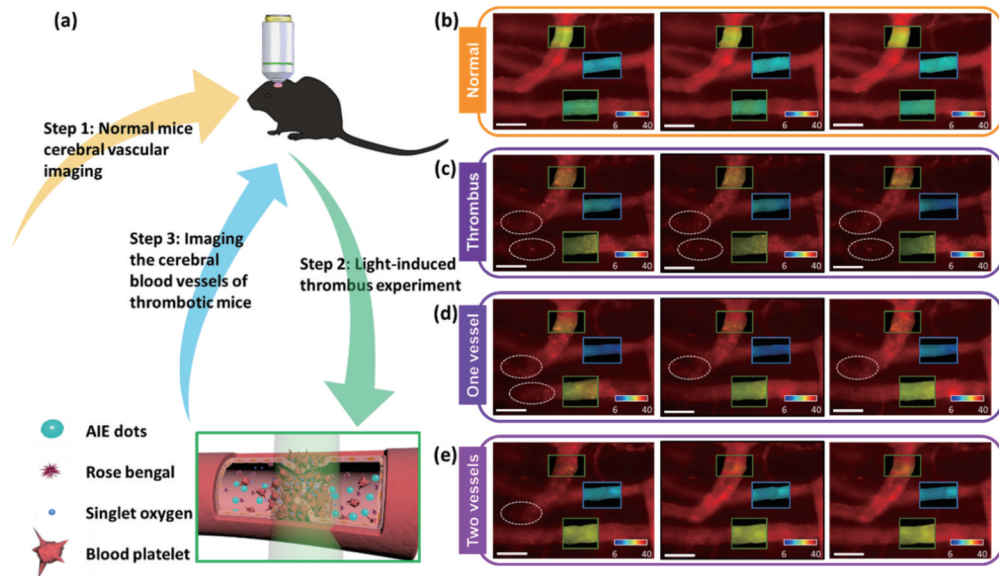 (a)
Step 1: Normal mice
cerebral vascular
imaging
Step 3: Imaging
the cerebral
blood vessels of
thrombotic mice
Step 2: Light-induced
thrombus experiment
AIE dots
Rose bengal
Singlet oxygen
Blood platelet
(b)
Normal
6 40
6 40
6 40
(c)
Thrombus
6 40
6 40
6 40
(d)
One vessel
6 40
6 40
6 40
(e)
Two vessels
6 40
6 40
6 40